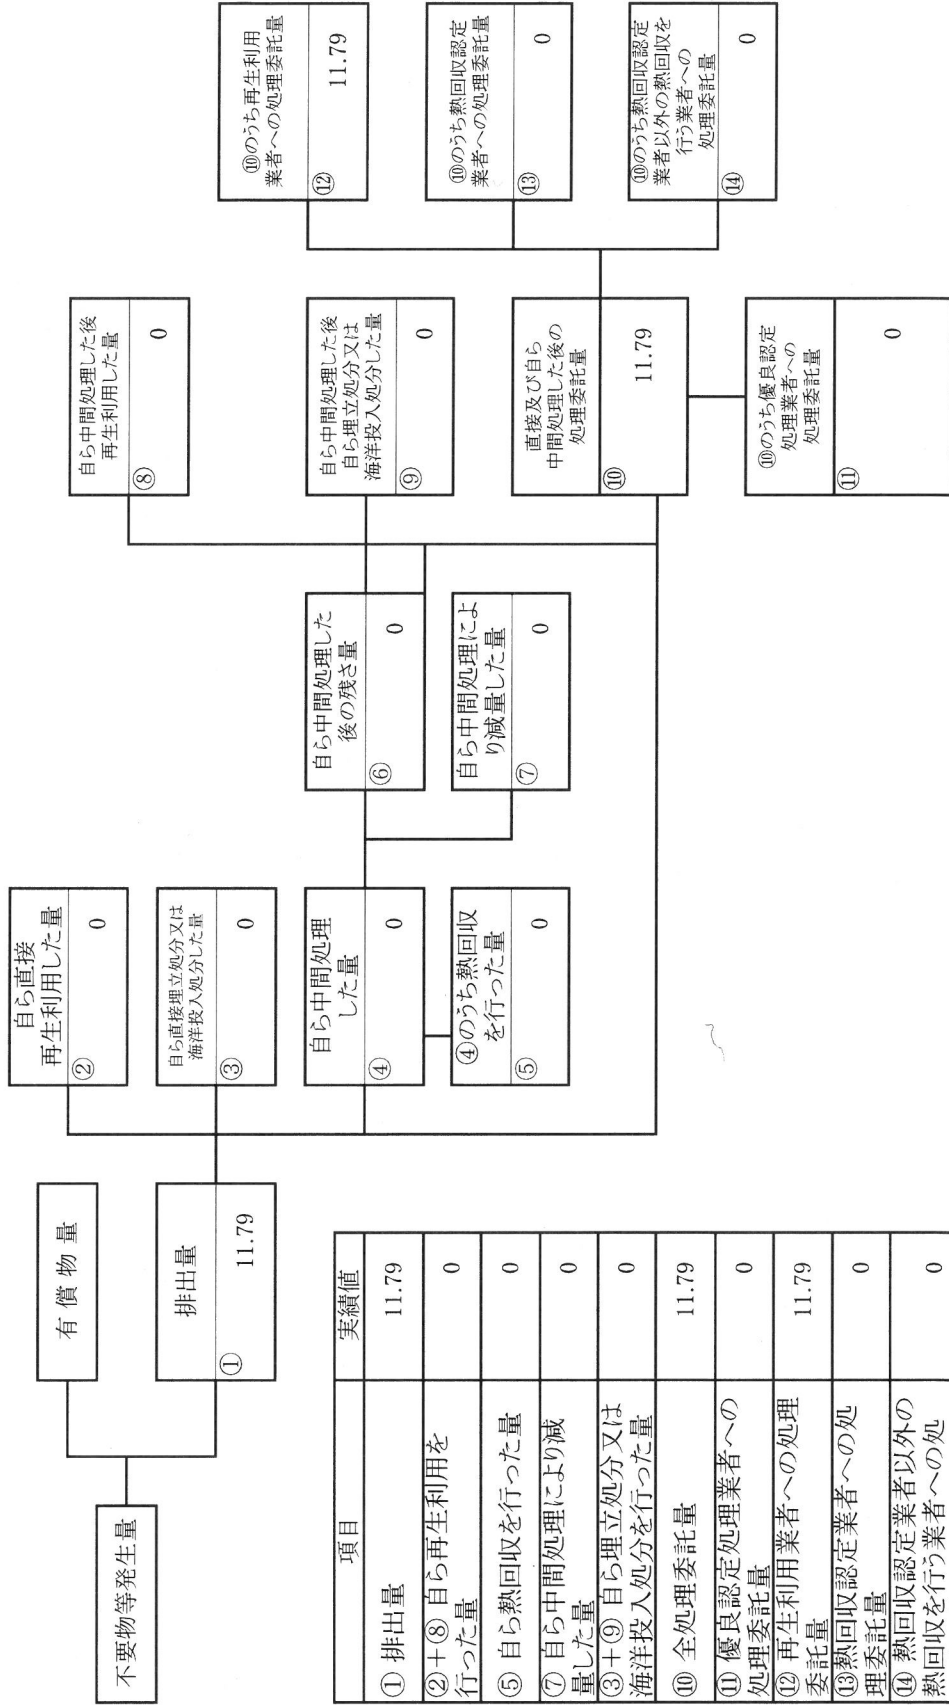 不要物等発生量
有償物量
排出量
①
11.79
自ら直接
再生利用した量
②
0
自ら直接埋立処分又は
海洋投入処分した量
③
0
自ら中間処理
した量
④
0
④のうち熱回収
を行った量
⑤
0
自ら中間処理した
後の残さ量
⑥
0
自ら中間処理によ
り減量した量
⑦
0
自ら中間処理した後
再生利用した量
⑧
0
自ら中間処理した後
自ら埋立処分又は
海洋投入処分した量
⑨
0
直接及び自ら
中間処理した後の
処理委託量
⑩
11.79
⑩のうち優良認定
処理業者への
処理委託量
⑪
0
⑩のうち再生利用
業者への処理委託量
⑫
11.79
⑩のうち熱回収認定
業者への処理委託量
⑬
0
⑩のうち熱回収認定
業者以外の熱回収を
行う業者への
処理委託量
⑭
0
項目 実績値
① 排出量 11.79
②+⑧ 自ら再生利用を
行った量 0
⑤ 自ら熱回収を行った量 0
⑦ 自ら中間処理により減
量した量 0
③+⑨ 自ら埋立処分又は
海洋投入処分を行った量 0
⑩ 全処理委託量 11.79
⑪ 優良認定処理業者への
処理委託量 0
⑫ 再生利用業者への処理
委託量 11.79
⑬熱回収認定業者への処
理委託量 0
⑭ 熱回収認定業者以外の
熱回収を行う業者への処 0